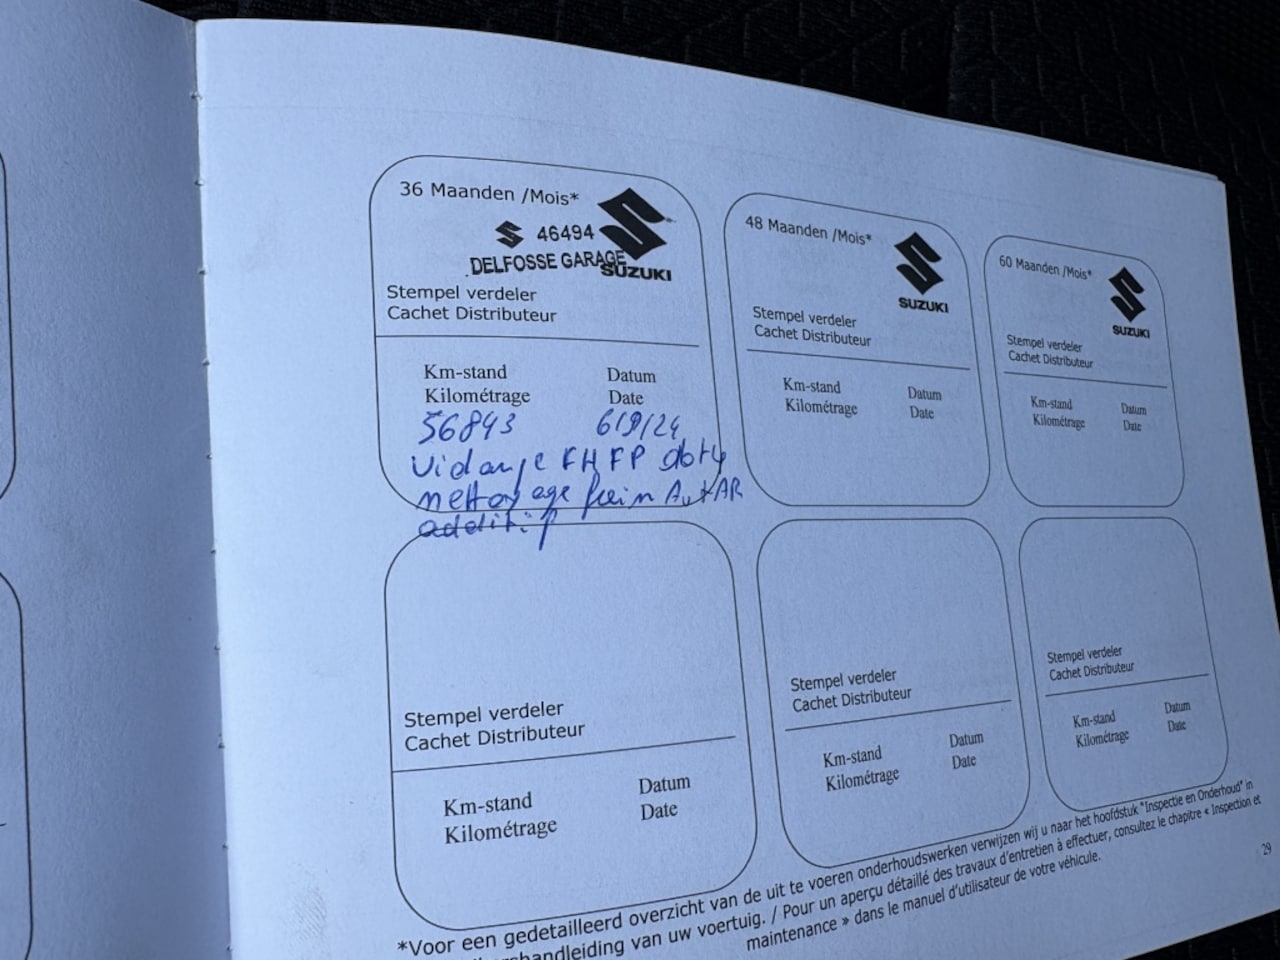 36 Maanden /Mois*
46494
DELFOSSE GARAGE
SUZUKI
Stempel verdeler
Cachet Distributeur
Km-stand Datum
Kilométrage Date
56843 6/9/24
Vidange FH FP
nettoyage frein Av+AR
additif
48 Maanden /Mois*
SUZUKI
Stempel verdeler
Cachet Distributeur
Km-stand Datum
Kilométrage Date
60 Maanden /Mois*
SUZUKI
Stempel verdeler
Cachet Distributeur
Km-stand Datum
Kilométrage Date
Stempel verdeler
Cachet Distributeur
Km-stand Datum
Kilométrage Date
Stempel verdeler
Cachet Distributeur
Km-stand Datum
Kilométrage Date
Stempel verdeler
Cachet Distributeur
Km-stand Datum
Kilométrage Date
*Voor een gedetailleerd overzicht van de uit te voeren onderhoudswerken verwijzen wij u naar het hoofdstuk "Inspectie en Onderhoud" in
van uw voertuig. / Pour un aperçu détaillé des travaux d'entretien à effectuer, consultez le chapitre « Inspection et
maintenance » dans le manuel d'utilisateur de votre véhicule.
29